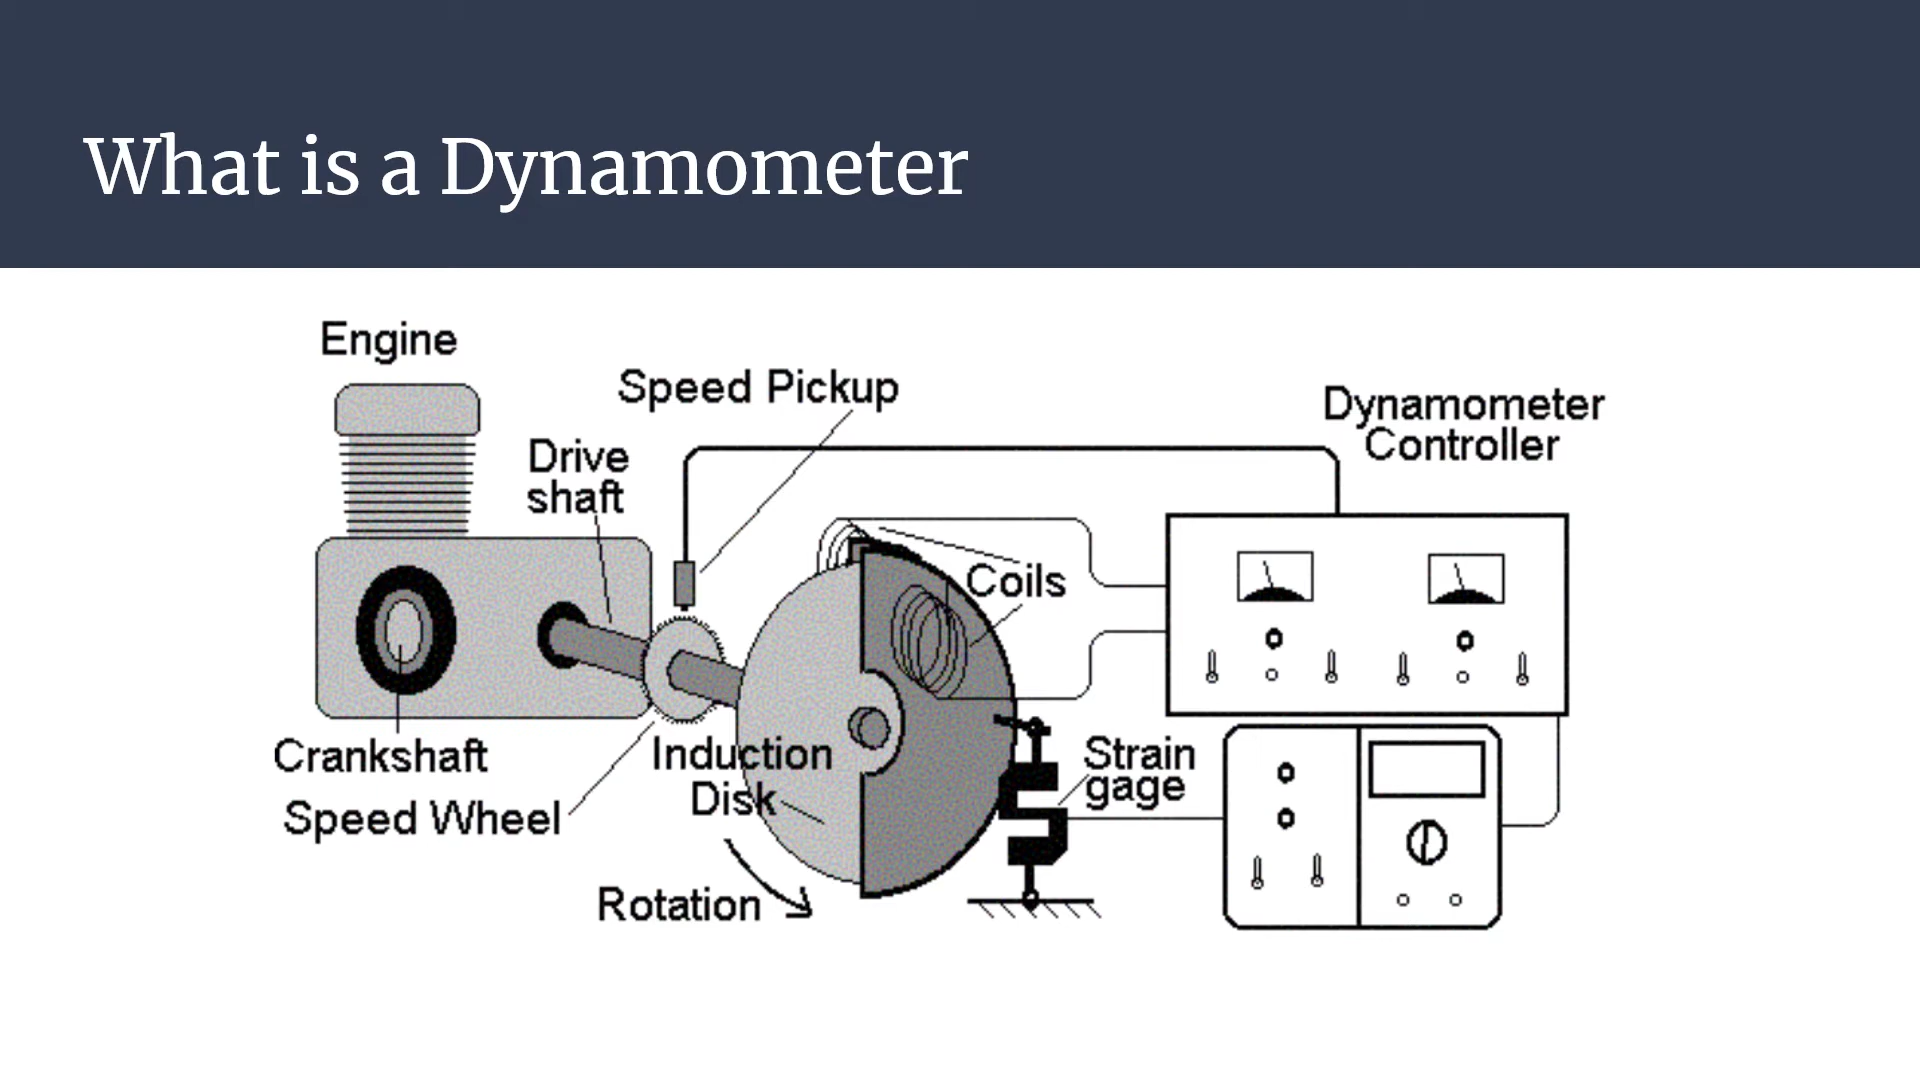 What is a Dynamometer
Engine
Speed Pickup
Dynamometer
Controller
Drive
shaft
Coils
Crankshaft
Induction
Disk
Strain
gage
Speed Wheel
Rotation